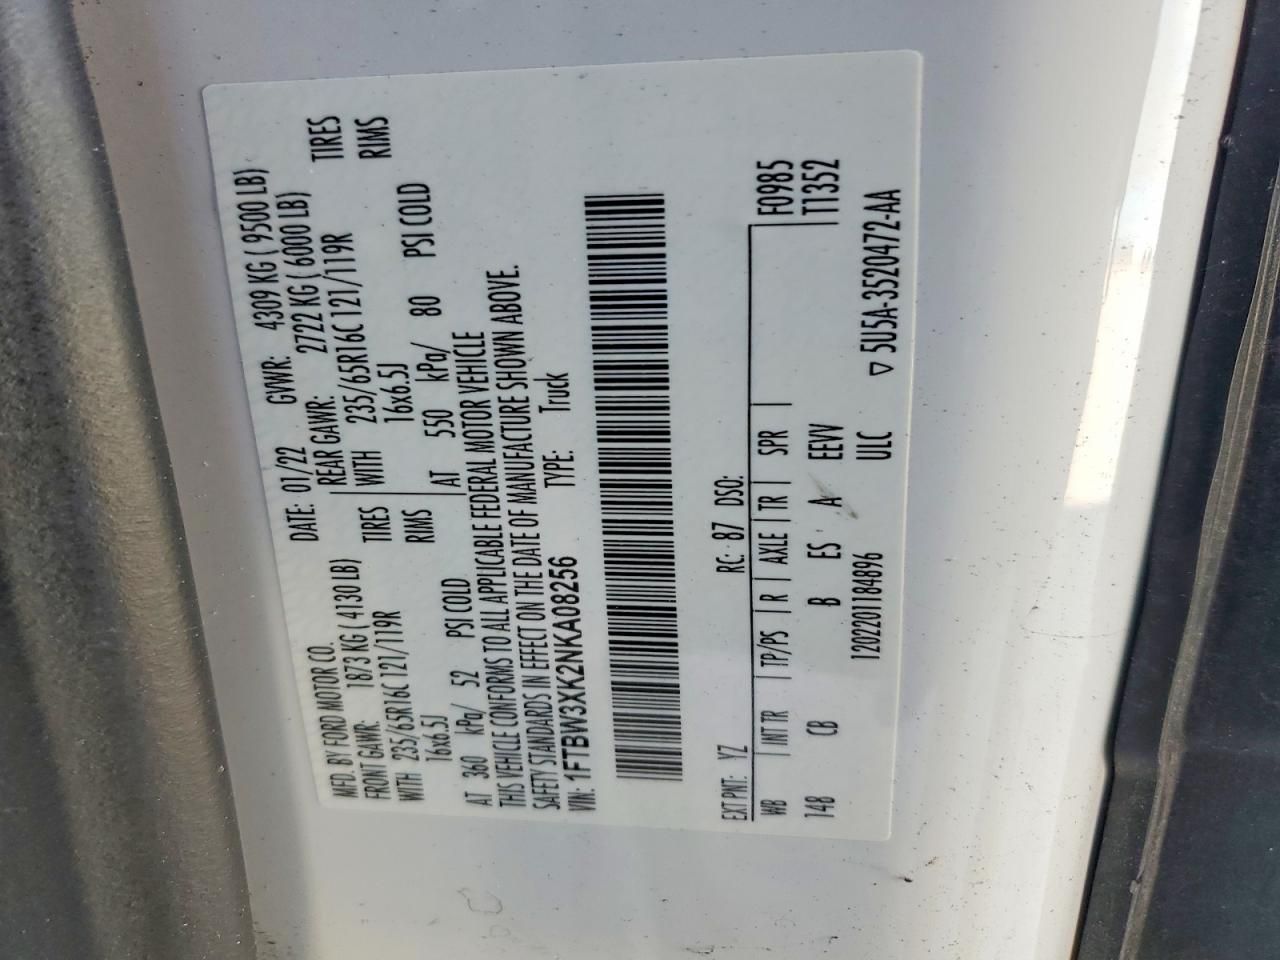 MFD. BY FORD MOTOR CO.
DATE: 01/22 GVWR: 4309 KG ( 9500 LB)
FRONT GAWR: 1873 KG ( 4130 LB) REAR GAWR: 2722 KG ( 6000 LB)
WITH 235/65R16C 121/119R TIRES WITH 235/65R16C 121/119R TIRES
16x6.5J RIMS 16x6.5J RIMS
AT 360 kPa/ 52 PSI COLD AT 550 kPa/ 80 PSI COLD
THIS VEHICLE CONFORMS TO ALL APPLICABLE FEDERAL MOTOR VEHICLE
SAFETY STANDARDS IN EFFECT ON THE DATE OF MANUFACTURE SHOWN ABOVE.
VIN: 1FTBW3XK2NKA08256 TYPE: Truck
EXT PNT: YZ RC: 87 DSO:
WB INT TR TP/PS R AXLE TR SPR F0985
148 CB B ES A EEVV T1352
120220118489​6 ULC ▽ 5U5A-3520472-AA